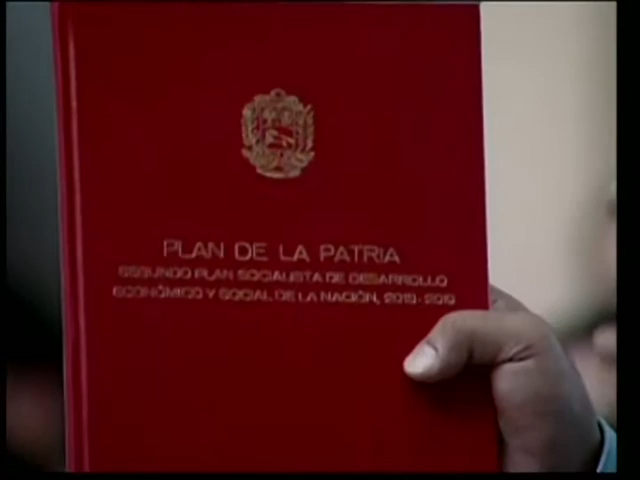 PLAN DE LA PATRIA
SEGUNDO PLAN SOCIALISTA DE DESARROLLO
ECONÓMICO Y SOCIAL DE LA NACIÓN, 2013-2019